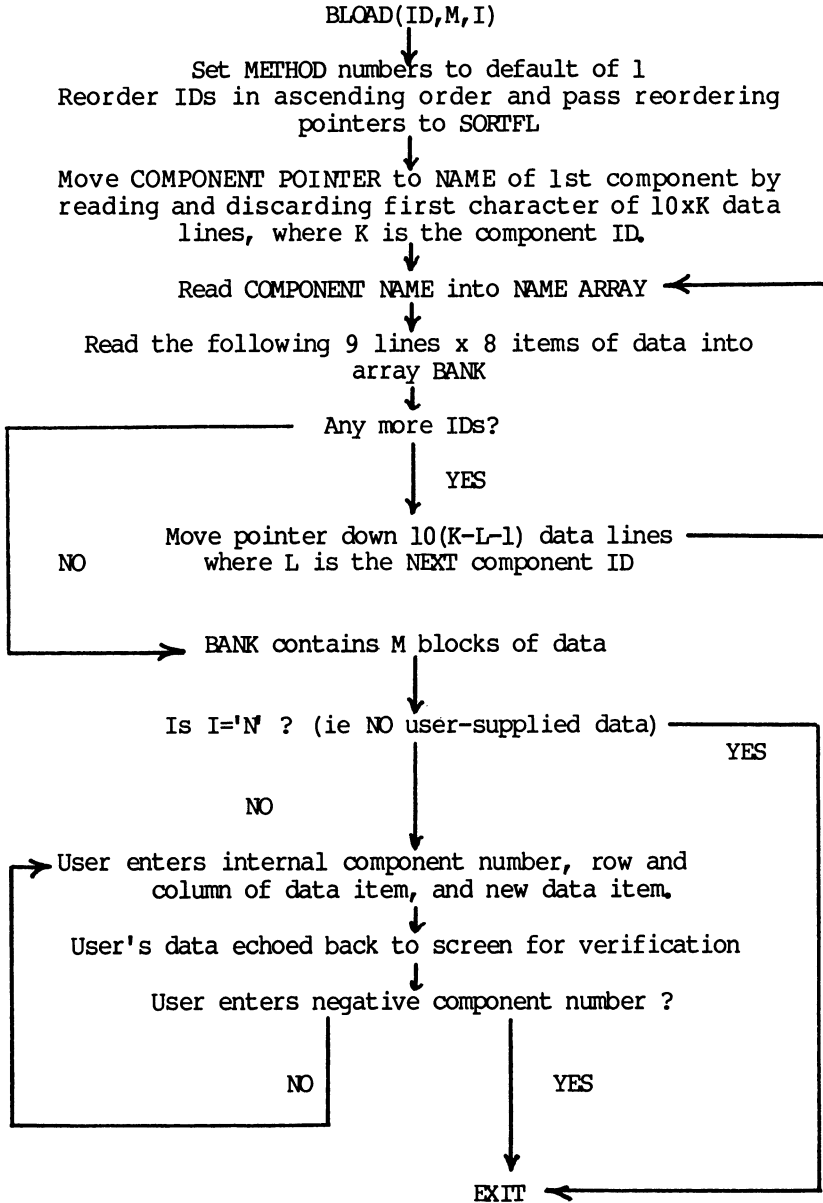 BLOAD(ID,M,I)
Set METHOD numbers to default of 1
Reorder IDs in ascending order and pass reordering
pointers to SORTFL
Move COMPONENT POINTER to NAME of 1st component by
reading and discarding first character of 10xK data
lines, where K is the component ID.
Read COMPONENT NAME into NAME ARRAY
Read the following 9 lines x 8 items of data into
array BANK
Any more IDs?
YES
Move pointer down 10(K-L-1) data lines
NO
where L is the NEXT component ID
BANK contains M blocks of data
Is I='N' ? (ie NO user-supplied data)
YES
NO
User enters internal component number, row and
column of data item, and new data item.
User's data echoed back to screen for verification
User enters negative component number ?
NO
YES
EXIT